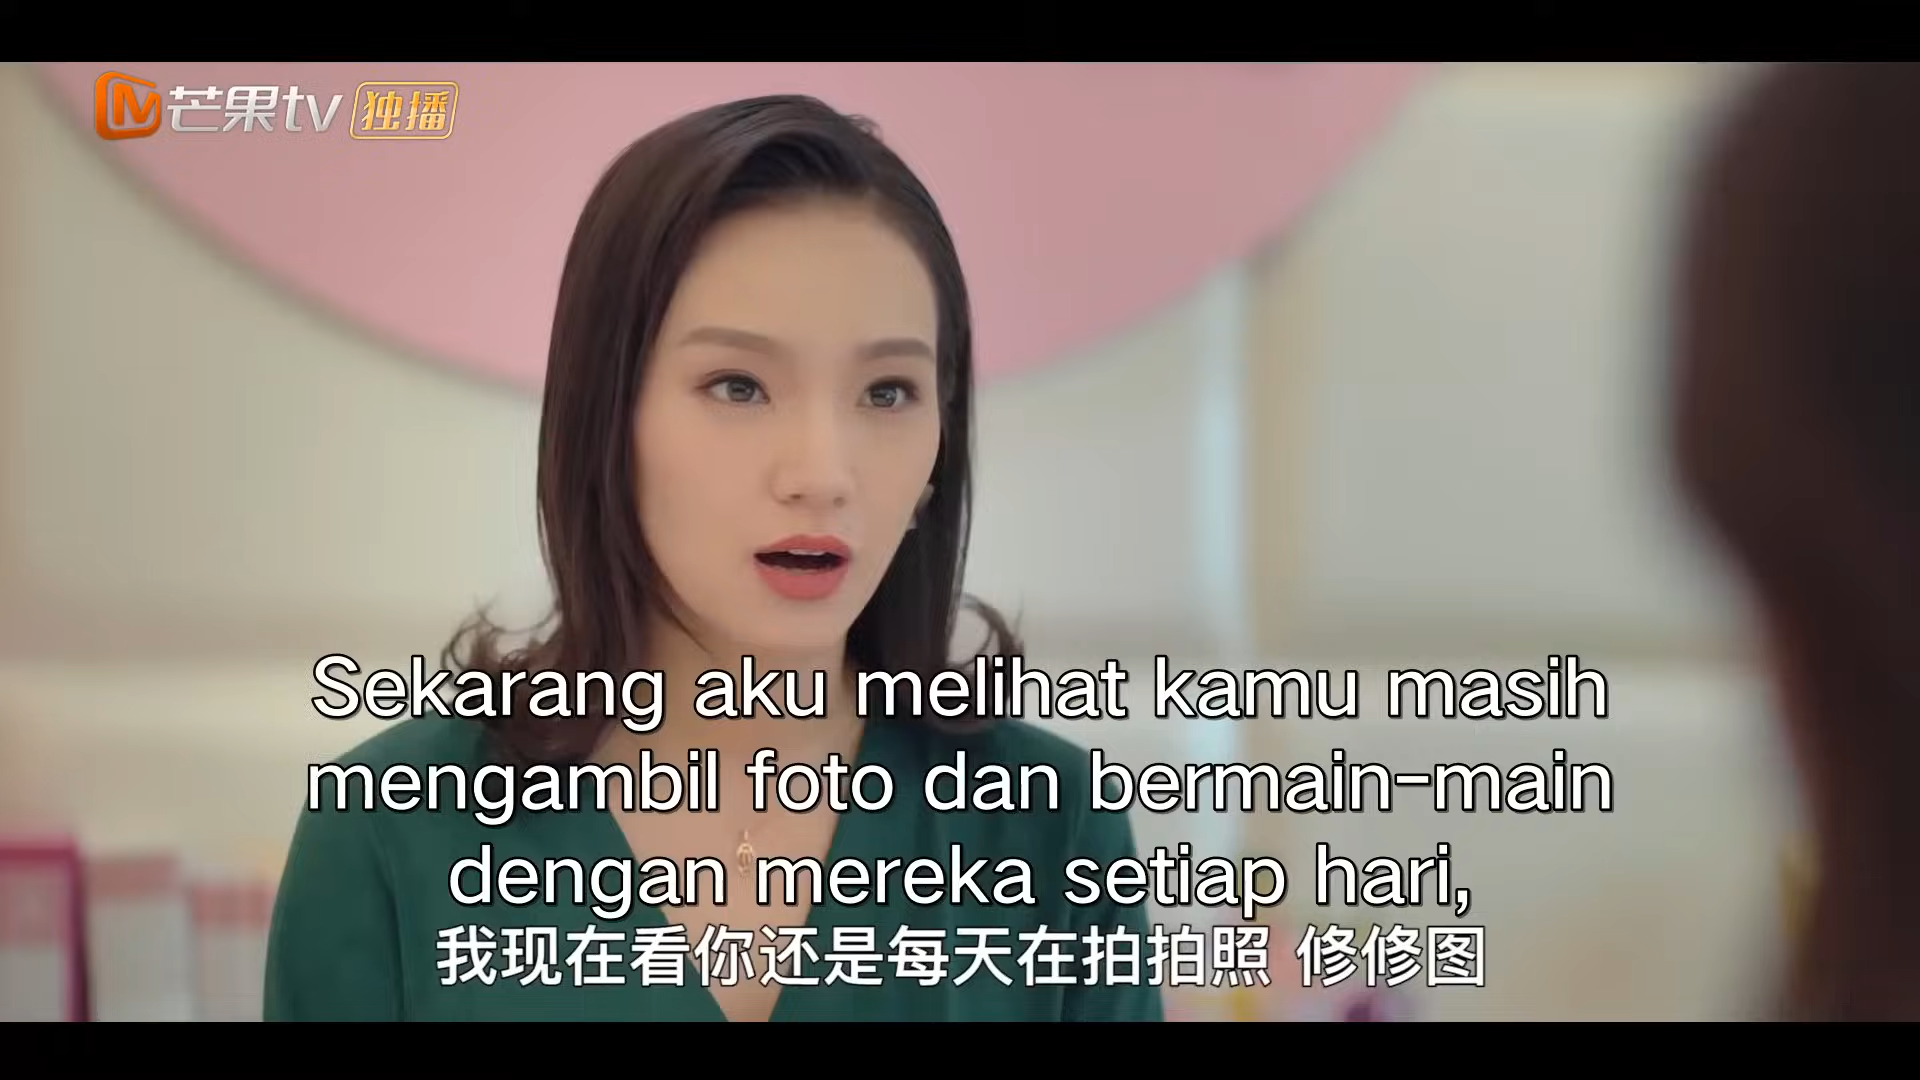 芒果tv 独播
Sekarang aku melihat kamu masih
mengambil foto dan bermain-main
dengan mereka setiap hari,
我现在看你还是每天在拍拍照 修修图